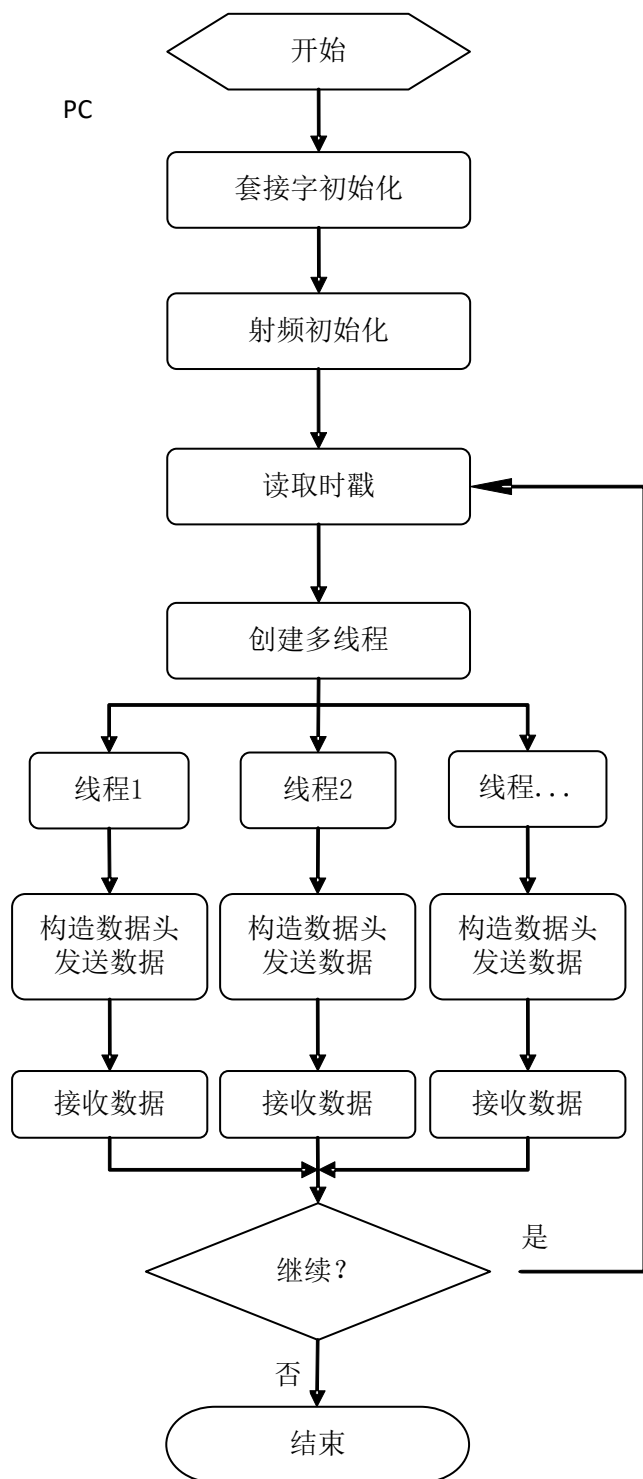 开始
PC
套接字初始化
射频初始化
读取时戳
创建多线程
线程1
线程2
线程...
构造数据头
发送数据
构造数据头
发送数据
构造数据头
发送数据
接收数据
接收数据
接收数据
继续?
是
否
结束